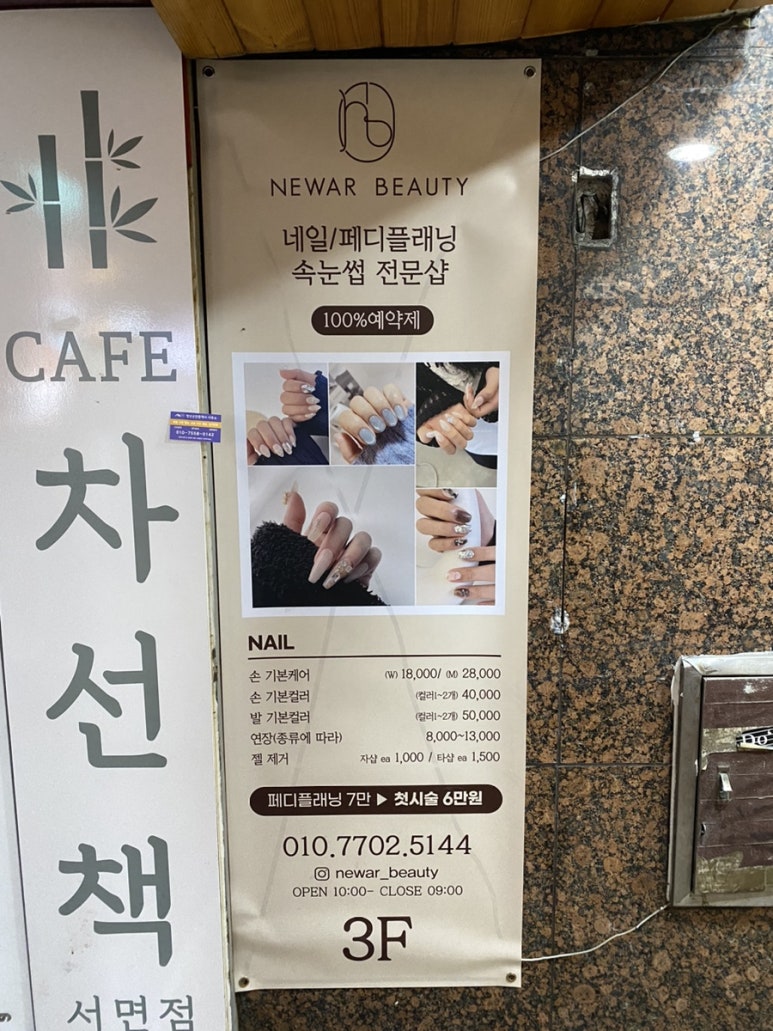 CAFE
차선책
서면점
010-7558-0142
NEWAR BEAUTY
네일/페디플래닝
속눈썹 전문샵
100%예약제
NAIL
손 기본케어 (W) 18,000/ (M) 28,000
손 기본컬러 (컬러1~2개) 40,000
발 기본컬러 (컬러1~2개) 50,000
연장(종류에 따라) 8,000~13,000
젤 제거 자샵 ea 1,000 / 타샵 ea 1,500
페디플래닝 7만 ▶ 첫시술 6만원
010.7702.5144
newar_beauty
OPEN 10:00- CLOSE 09:00
3F